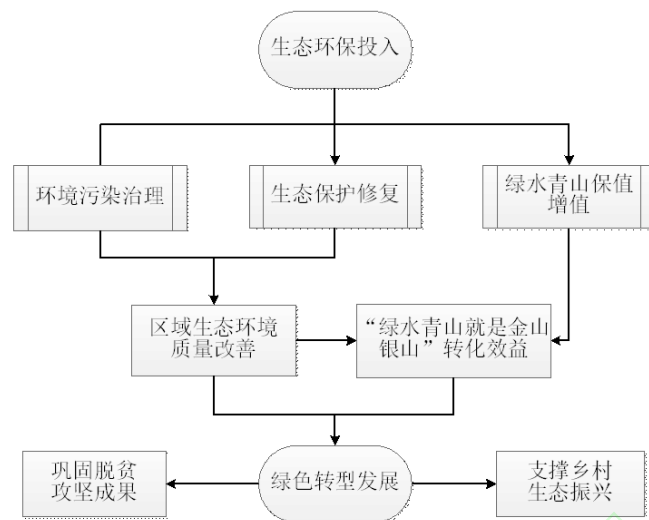 生态环保投入
环境污染治理
生态保护修复
绿水青山保值
增值
区域生态环境
质量改善
“绿水青山就是金山
银山”转化效益
巩固脱贫
攻坚成果
绿色转型发展
支撑乡村
生态振兴